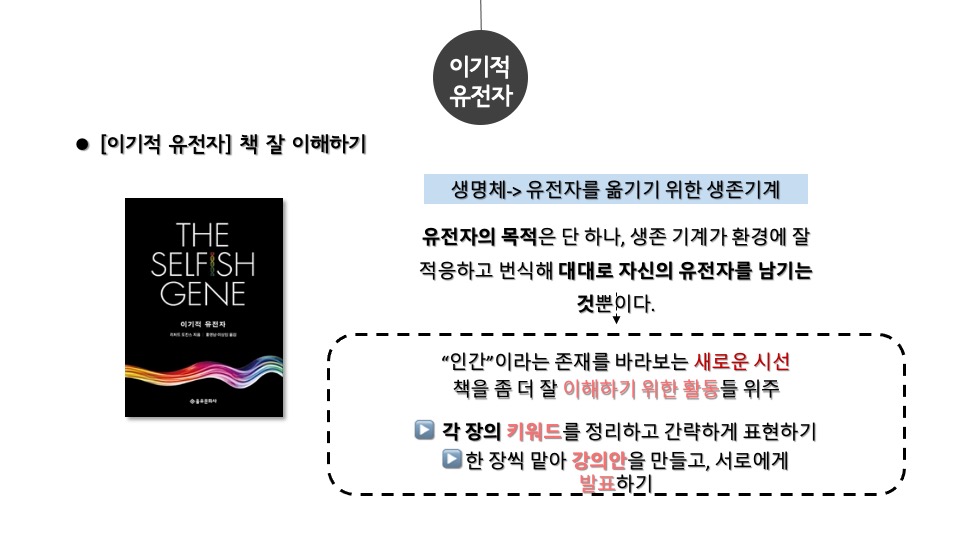 이기적
유전자
● [이기적 유전자] 책 잘 이해하기
생명체-> 유전자를 옮기기 위한 생존기계
유전자의 목적은 단 하나, 생존 기계가 환경에 잘
적응하고 번식해 대대로 자신의 유전자를 남기는
것뿐이다.
THE
SELFISH
GENE
이기적 유전자
리처드 도킨스 지음 홍영남·이상임 옮김
을유문화사
“인간”이라는 존재를 바라보는 새로운 시선
책을 좀 더 잘 이해하기 위한 활동들 위주
▶ 각 장의 키워드를 정리하고 간략하게 표현하기
▶ 한 장씩 맡아 강의안을 만들고, 서로에게
발표하기